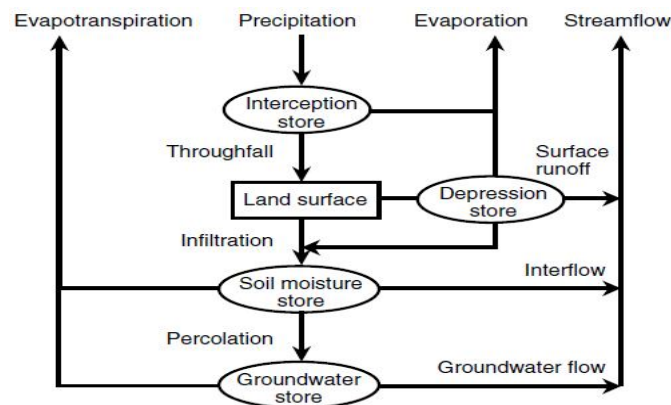 Evapotranspiration Precipitation Evaporation Streamflow
Interception
store
Throughfall
Surface
runoff
Land surface
Depression
store
Infiltration
Interflow
Soil moisture
store
Percolation
Groundwater flow
Groundwater
store